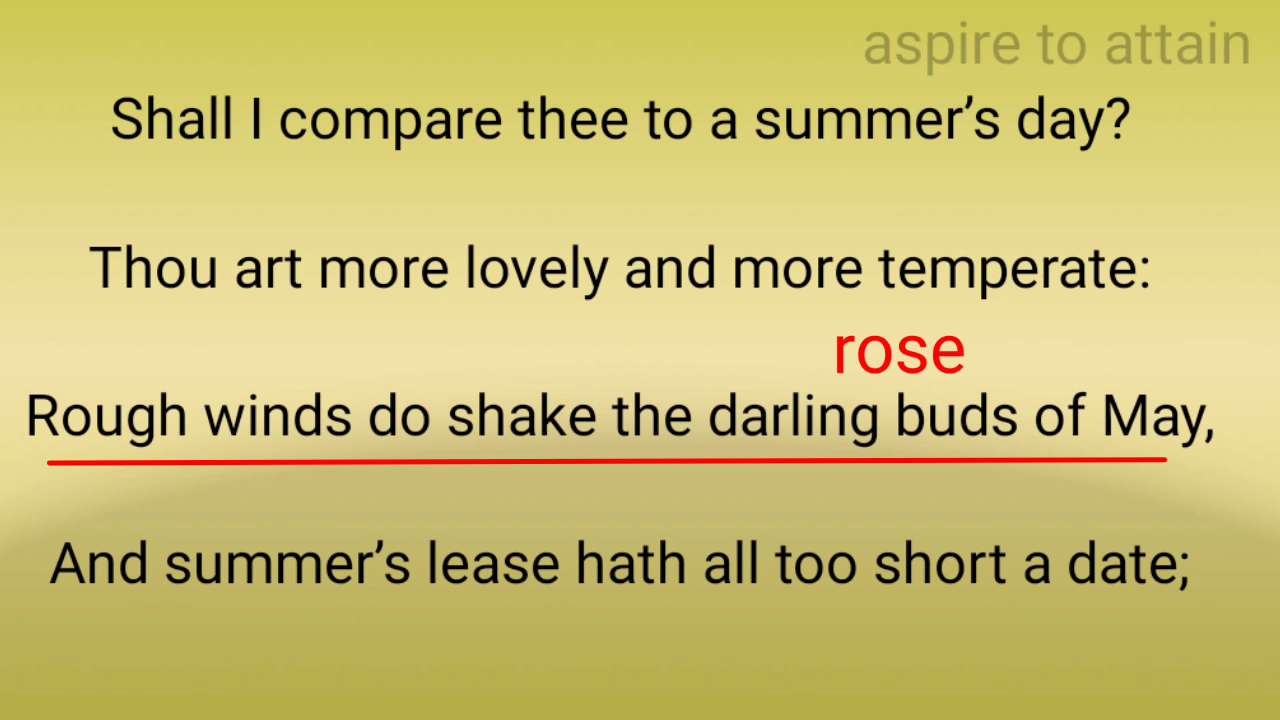 aspire to attain
Shall I compare thee to a summer’s day?
Thou art more lovely and more temperate:
rose
Rough winds do shake the darling buds of May,
And summer’s lease hath all too short a date;